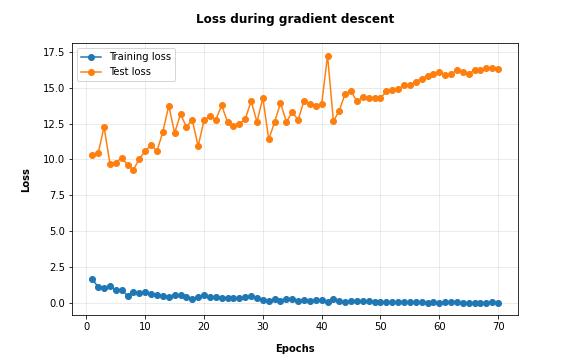 Loss during gradient descent
Training loss
Test loss
17.5
15.0
12.5
10.0
7.5
5.0
2.5
0.0
Loss
0 10 20 30 40 50 60 70
Epochs